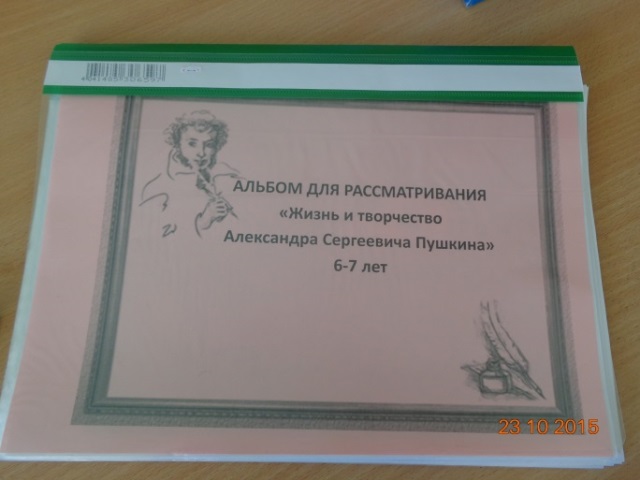 АЛЬБОМ ДЛЯ РАССМАТРИВАНИЯ
«Жизнь и творчество
Александра Сергеевича Пушкина»
6-7 лет
23 10 2015